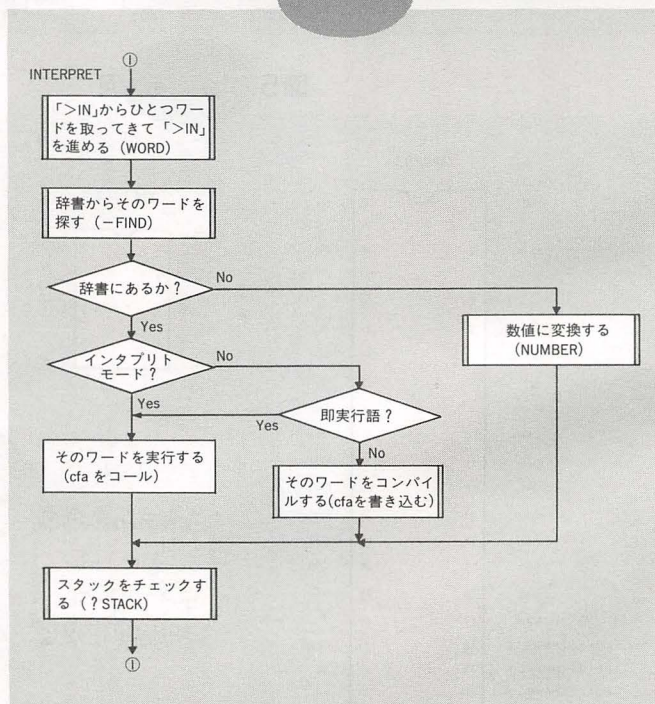 ①
INTERPRET
「>IN」からひとつワー
ドを取ってきて「>IN」
を進める (WORD)
辞書からそのワードを
探す (−FIND)
辞書にあるか？
No
Yes
数値に変換する
(NUMBER)
インタプリト
モード？
No
Yes
即実行語？
Yes
No
そのワードを実行する
(cfa をコール)
そのワードをコンパイ
ルする(cfaを書き込む)
スタックをチェックす
る (？STACK)
①